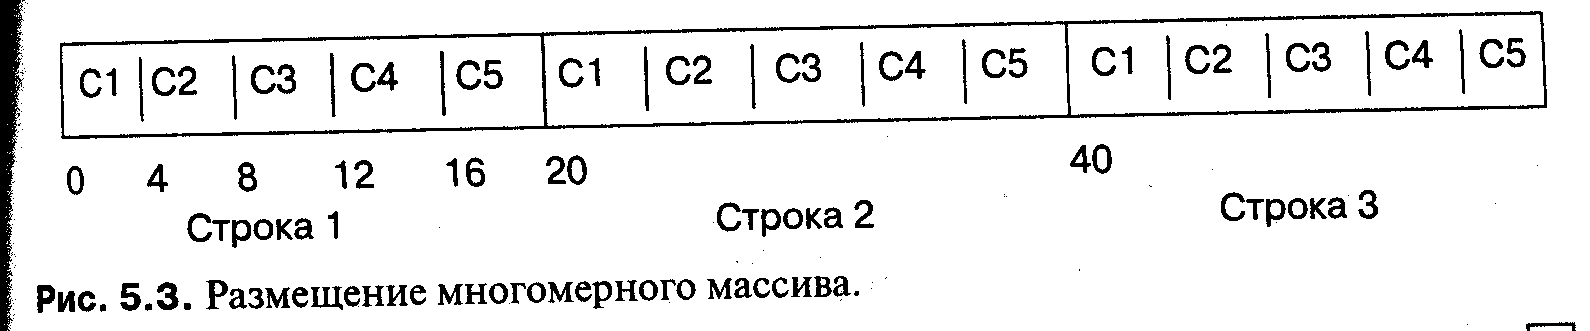 C1 C2 C3 C4 C5 C1 C2 C3 C4 C5 C1 C2 C3 C4 C5
0 4 8 12 16 20 40
Строка 1 Строка 2 Строка 3
Рис. 5.3. Размещение многомерного массива.